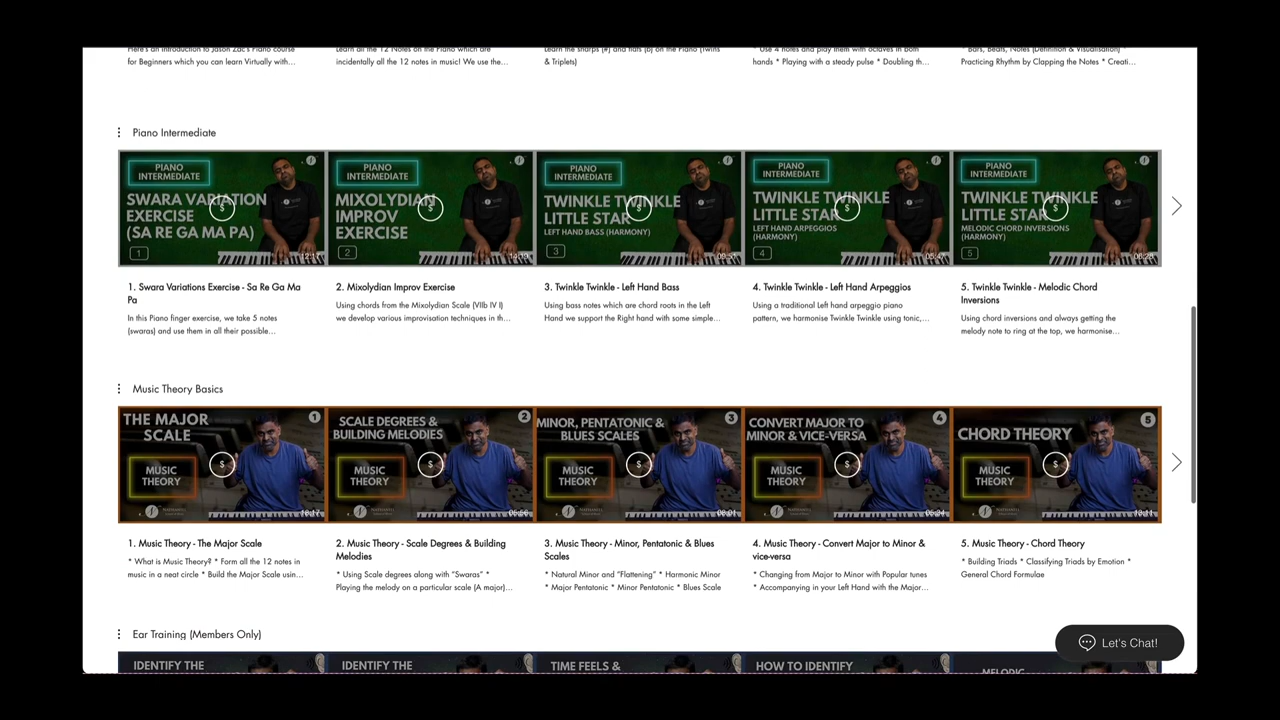 Here's an introduction to Jason Zac's Piano course
for Beginners which you can learn Virtually with...
Learn all the 12 Notes on the Piano which are
incidentally all the 12 notes in music! We use the...
Learn the sharps (#) and flats (b) on the Piano (Twins
& Triplets)
* Use 4 notes and play them with octaves in both
hands * Playing with a steady pulse * Doubling th...
* Bars, Beats, Notes (Definition & Visualisation) *
Practicing Rhythm by Clapping the Notes * Creati...
Piano Intermediate
PIANO
INTERMEDIATE
SWARA VARIATION
EXERCISE
(SA RE GA MA PA)
1
12:17
PIANO
INTERMEDIATE
MIXOLYDIAN
IMPROV
EXERCISE
2
PIANO
INTERMEDIATE
TWINKLE TWINKLE
LITTLE STAR
LEFT HAND BASS (HARMONY)
3
PIANO
INTERMEDIATE
TWINKLE TWINKLE
LITTLE STAR
LEFT HAND ARPEGGIOS
(HARMONY)
4
PIANO
INTERMEDIATE
TWINKLE TWINKLE
LITTLE STAR
MELODIC CHORD INVERSIONS
(HARMONY)
5
1. Swara Variations Exercise - Sa Re Ga Ma
Pa
In this Piano finger exercise, we take 5 notes
(swaras) and use them in all their possible...
2. Mixolydian Improv Exercise
Using chords from the Mixolydian Scale (VIIb IV I)
we develop various improvisation techniques in th...
3. Twinkle Twinkle - Left Hand Bass
Using bass notes which are chord roots in the Left
Hand we support the Right hand with some simple...
4. Twinkle Twinkle - Left Hand Arpeggios
Using a traditional Left hand arpeggio piano
pattern, we harmonise Twinkle Twinkle using tonic,...
5. Twinkle Twinkle - Melodic Chord
Inversions
Using chord inversions and always getting the
melody note to ring at the top, we harmonise...
Music Theory Basics
THE MAJOR
SCALE
1
MUSIC
THEORY
SCALE DEGREES &
BUILDING MELODIES
2
MUSIC
THEORY
MINOR, PENTATONIC &
BLUES SCALES
3
MUSIC
THEORY
CONVERT MAJOR TO
MINOR & VICE-VERSA
4
MUSIC
THEORY
CHORD THEORY
5
MUSIC
THEORY
1. Music Theory - The Major Scale
* What is Music Theory? * Form all the 12 notes in
music in a neat circle * Build the Major Scale usin...
2. Music Theory - Scale Degrees & Building
Melodies
* Using Scale degrees along with "Swaras" *
Playing the melody on a particular scale (A major)...
3. Music Theory - Minor, Pentatonic & Blues
Scales
* Natural Minor and "Flattening" * Harmonic Minor
* Major Pentatonic * Minor Pentatonic * Blues Scale
4. Music Theory - Convert Major to Minor &
vice-versa
* Changing from Major to Minor with Popular tunes
* Accompanying in your Left Hand with the Major...
5. Music Theory - Chord Theory
* Building Triads * Classifying Triads by Emotion *
General Chord Formulae
Ear Training (Members Only)
Let's Chat!
IDENTIFY THE
IDENTIFY THE
TIME FEELS &
HOW TO IDENTIFY
MELODIC